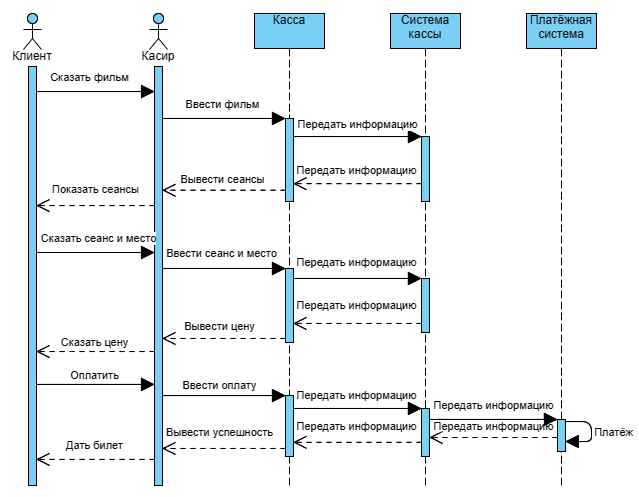 Клиент
Касир
Касса
Система
кассы
Платёжная
система
Сказать фильм
Ввести фильм
Передать информацию
Передать информацию
Вывести сеансы
Показать сеансы
Сказать сеанс и место
Ввести сеанс и место
Передать информацию
Передать информацию
Вывести цену
Сказать цену
Оплатить
Ввести оплату
Передать информацию
Передать информацию
Платёж
Передать информацию
Передать информацию
Вывести успешность
Дать билет